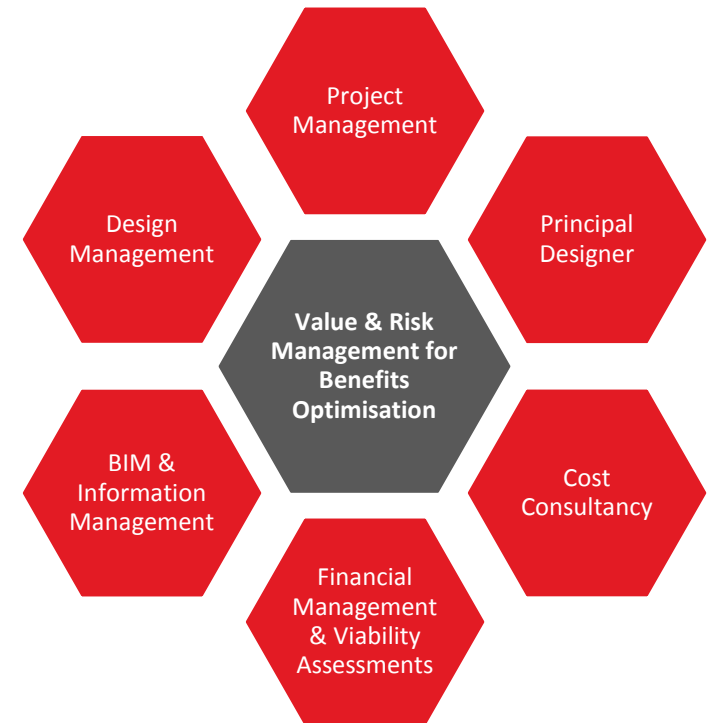 Project
Management
Design
Management
Principal
Designer
Value & Risk
Management for
Benefits
Optimisation
BIM &
Information
Management
Cost
Consultancy
Financial
Management
& Viability
Assessments